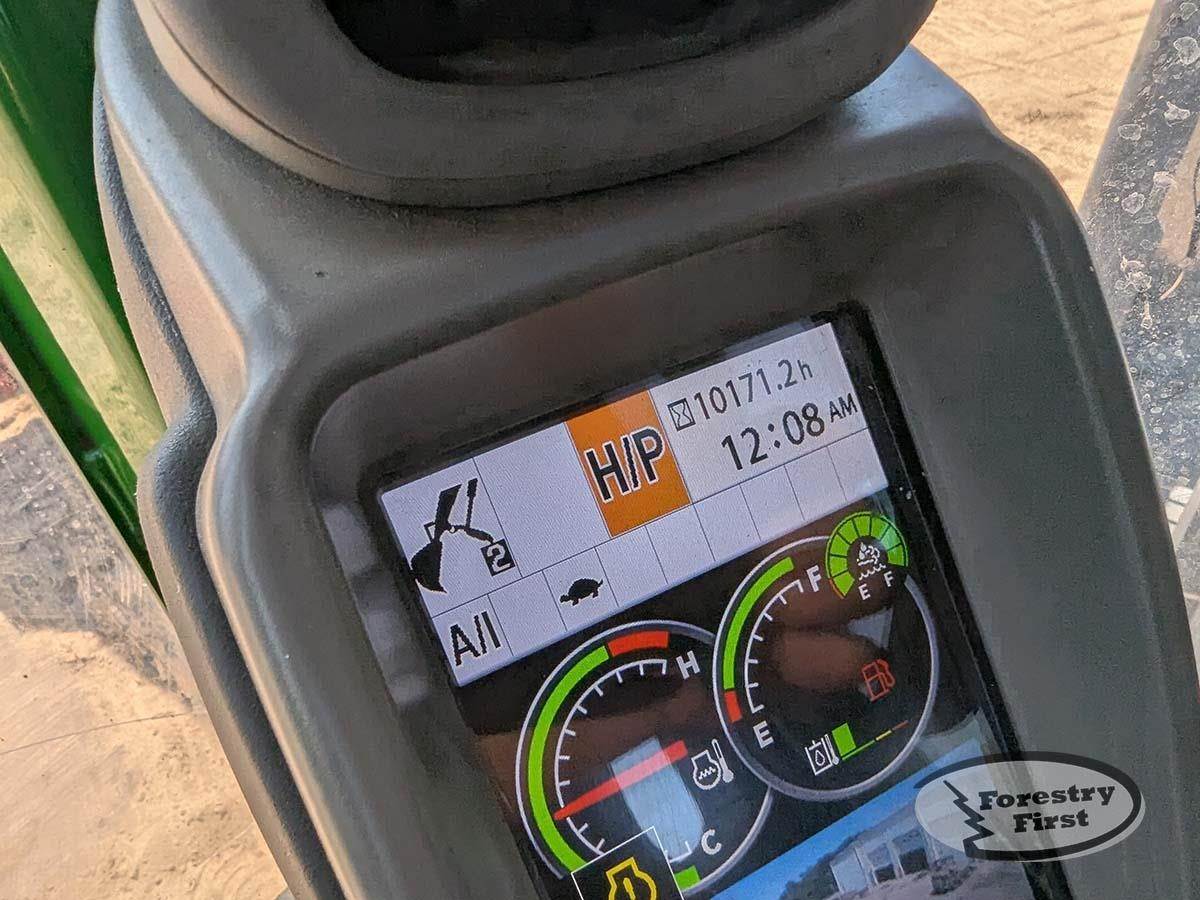 10171.2h
H/P
12:08 AM
2
A/I
F
E F
H
E
C
Forestry
First